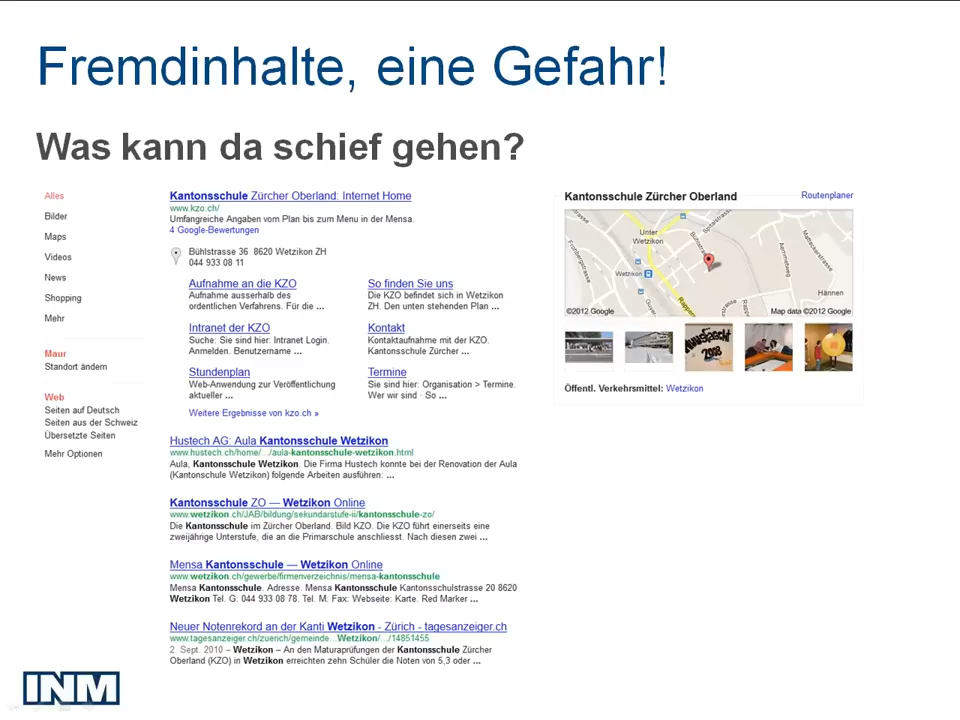 Fremdinhalte, eine Gefahr!
Was kann da schief gehen?
Alles
Bilder
Maps
Videos
News
Shopping
Mehr
Maur
Standort ändern
Web
Seiten auf Deutsch
Seiten aus der Schweiz
Übersetzte Seiten
Mehr Optionen
Kantonsschule Zürcher Oberland: Internet Home
www.kzo.ch/
Umfangreiche Angaben vom Plan bis zum Menu in der Mensa.
4 Google-Bewertungen
Bühlstrasse 36 8620 Wetzikon ZH
044 933 08 11
Aufnahme an die KZO
Aufnahme ausserhalb des
ordentlichen Verfahrens. Für die ...
So finden Sie uns
Die KZO befindet sich in Wetzikon
ZH. Den unten stehenden Plan ...
Intranet der KZO
Suche: Sie sind hier: Intranet Login.
Anmelden. Benutzername ...
Kontakt
Kontaktaufnahme mit der KZO.
Kantonsschule Zürcher ...
Stundenplan
Web-Anwendung zur Veröffentlichung
aktueller ...
Termine
Sie sind hier: Organisation > Termine.
Wer wir sind · So ...
Weitere Ergebnisse von kzo.ch »
Hustech AG: Aula Kantonsschule Wetzikon
www.hustech.ch/home/.../aula-kantonsschule-wetzikon.html
Aula, Kantonsschule Wetzikon. Die Firma Hustech konnte bei der Renovation der Aula
(Kantonschule Wetzikon) folgende Arbeiten ausführen: ...
Kantonsschule ZO — Wetzikon Online
www.wetzikon.ch/JAB/bildung/sekundarstufe-ii/kantonsschule-zo/
Die Kantonsschule im Zürcher Oberland. Bild KZO. Die KZO führt einerseits eine
zweijährige Unterstufe, die an die Primarschule anschliesst. Nach diesen zwei ...
Mensa Kantonsschule — Wetzikon Online
www.wetzikon.ch/gewerbe/firmenverzeichnis/mensa-kantonsschule
Mensa Kantonsschule. Adresse. Mensa Kantonsschule Kantonsschulstrasse 20 8620
Wetzikon Tel. G: 044 933 08 78. Tel. M: Fax: Webseite: Karte. Red Marker ...
Neuer Notenrekord an der Kanti Wetzikon - Zürich - tagesanzeiger.ch
www.tagesanzeiger.ch/zuerich/gemeinde...Wetzikon/.../14851455
2. Sept. 2010 – Wetzikon – An den Maturaprüfungen der Kantonsschule Zürcher
Oberland (KZO) in Wetzikon erreichten zehn Schüler die Noten von 5,3 oder ...
Kantonsschule Zürcher Oberland
Routenplaner
Unter
Wetzikon
Wetzikon
Hännen
©2012 Google
Map data ©2012 Google
Öffentl. Verkehrsmittel: Wetzikon
INM